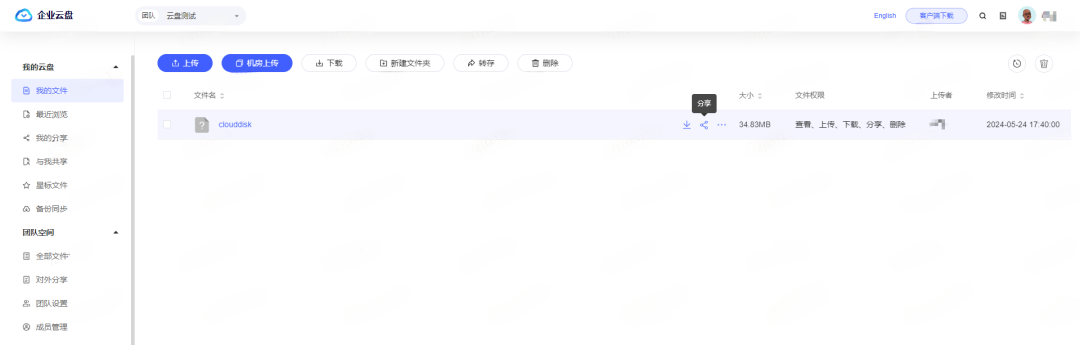 企业云盘
团队 云盘测试
English 客户端下载
我的云盘
我的文件
最近浏览
我的分享
与我共享
星标文件
备份同步
团队空间
全部文件
对外分享
团队设置
成员管理
上传 机房上传 下载 新建文件夹 转存 删除
文件名 大小 文件权限 上传者 修改时间
分享
clouddisk 34.83MB 查看、上传、下载、分享、删除 2024-05-24 17:40:00